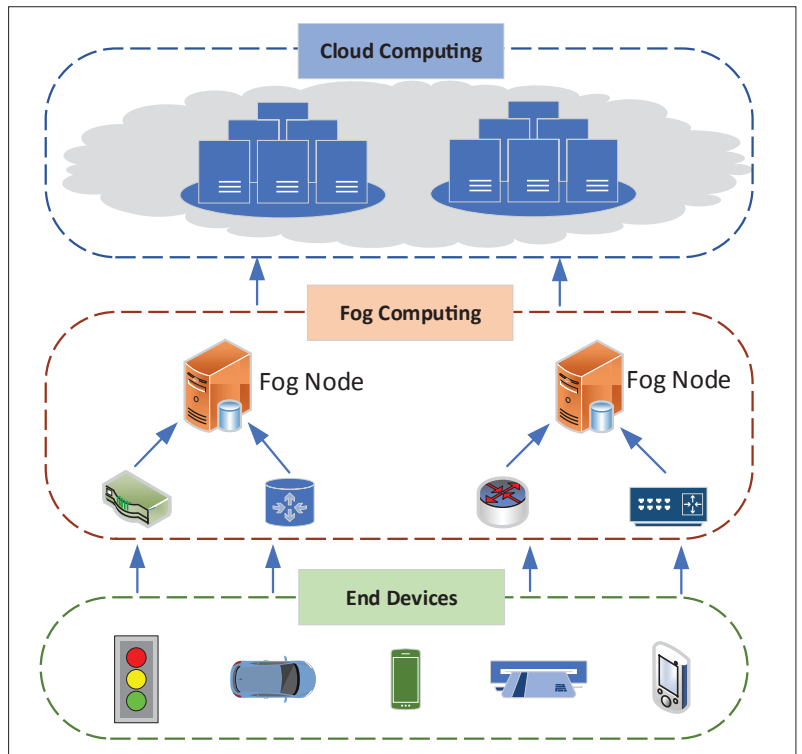 Cloud Computing
Fog Computing
Fog Node
Fog Node
End Devices